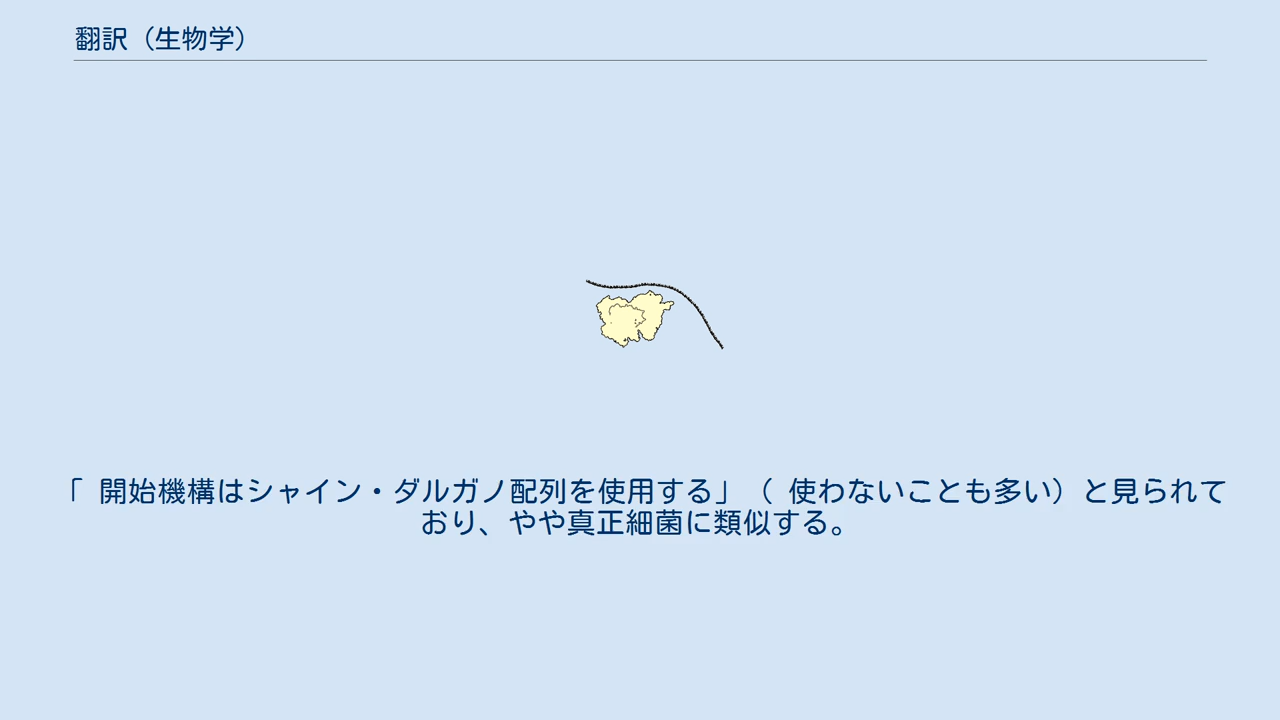 翻訳（生物学）
「 開始機構はシャイン・ダルガノ配列を使用する」（ 使わないことも多い）と見られて
おり、やや真正細菌に類似する。